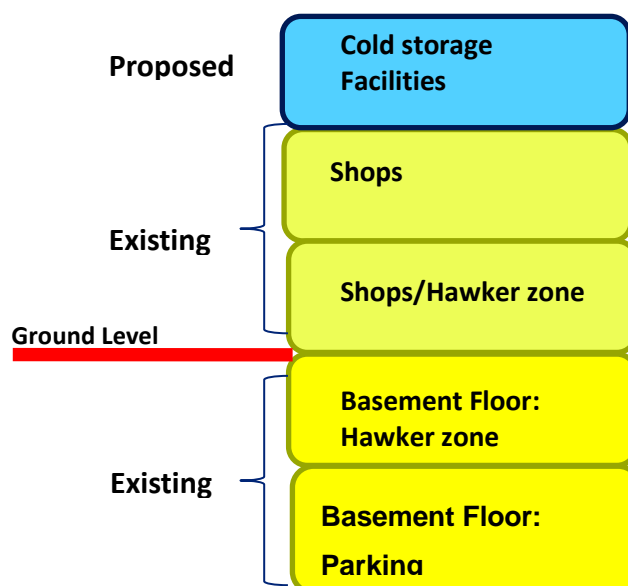 Cold storage
Proposed
Facilities
Shops
Existing
Shops/Hawker zone
Ground Level
Basement Floor:
Hawker zone
Existing
Basement Floor:
Parking